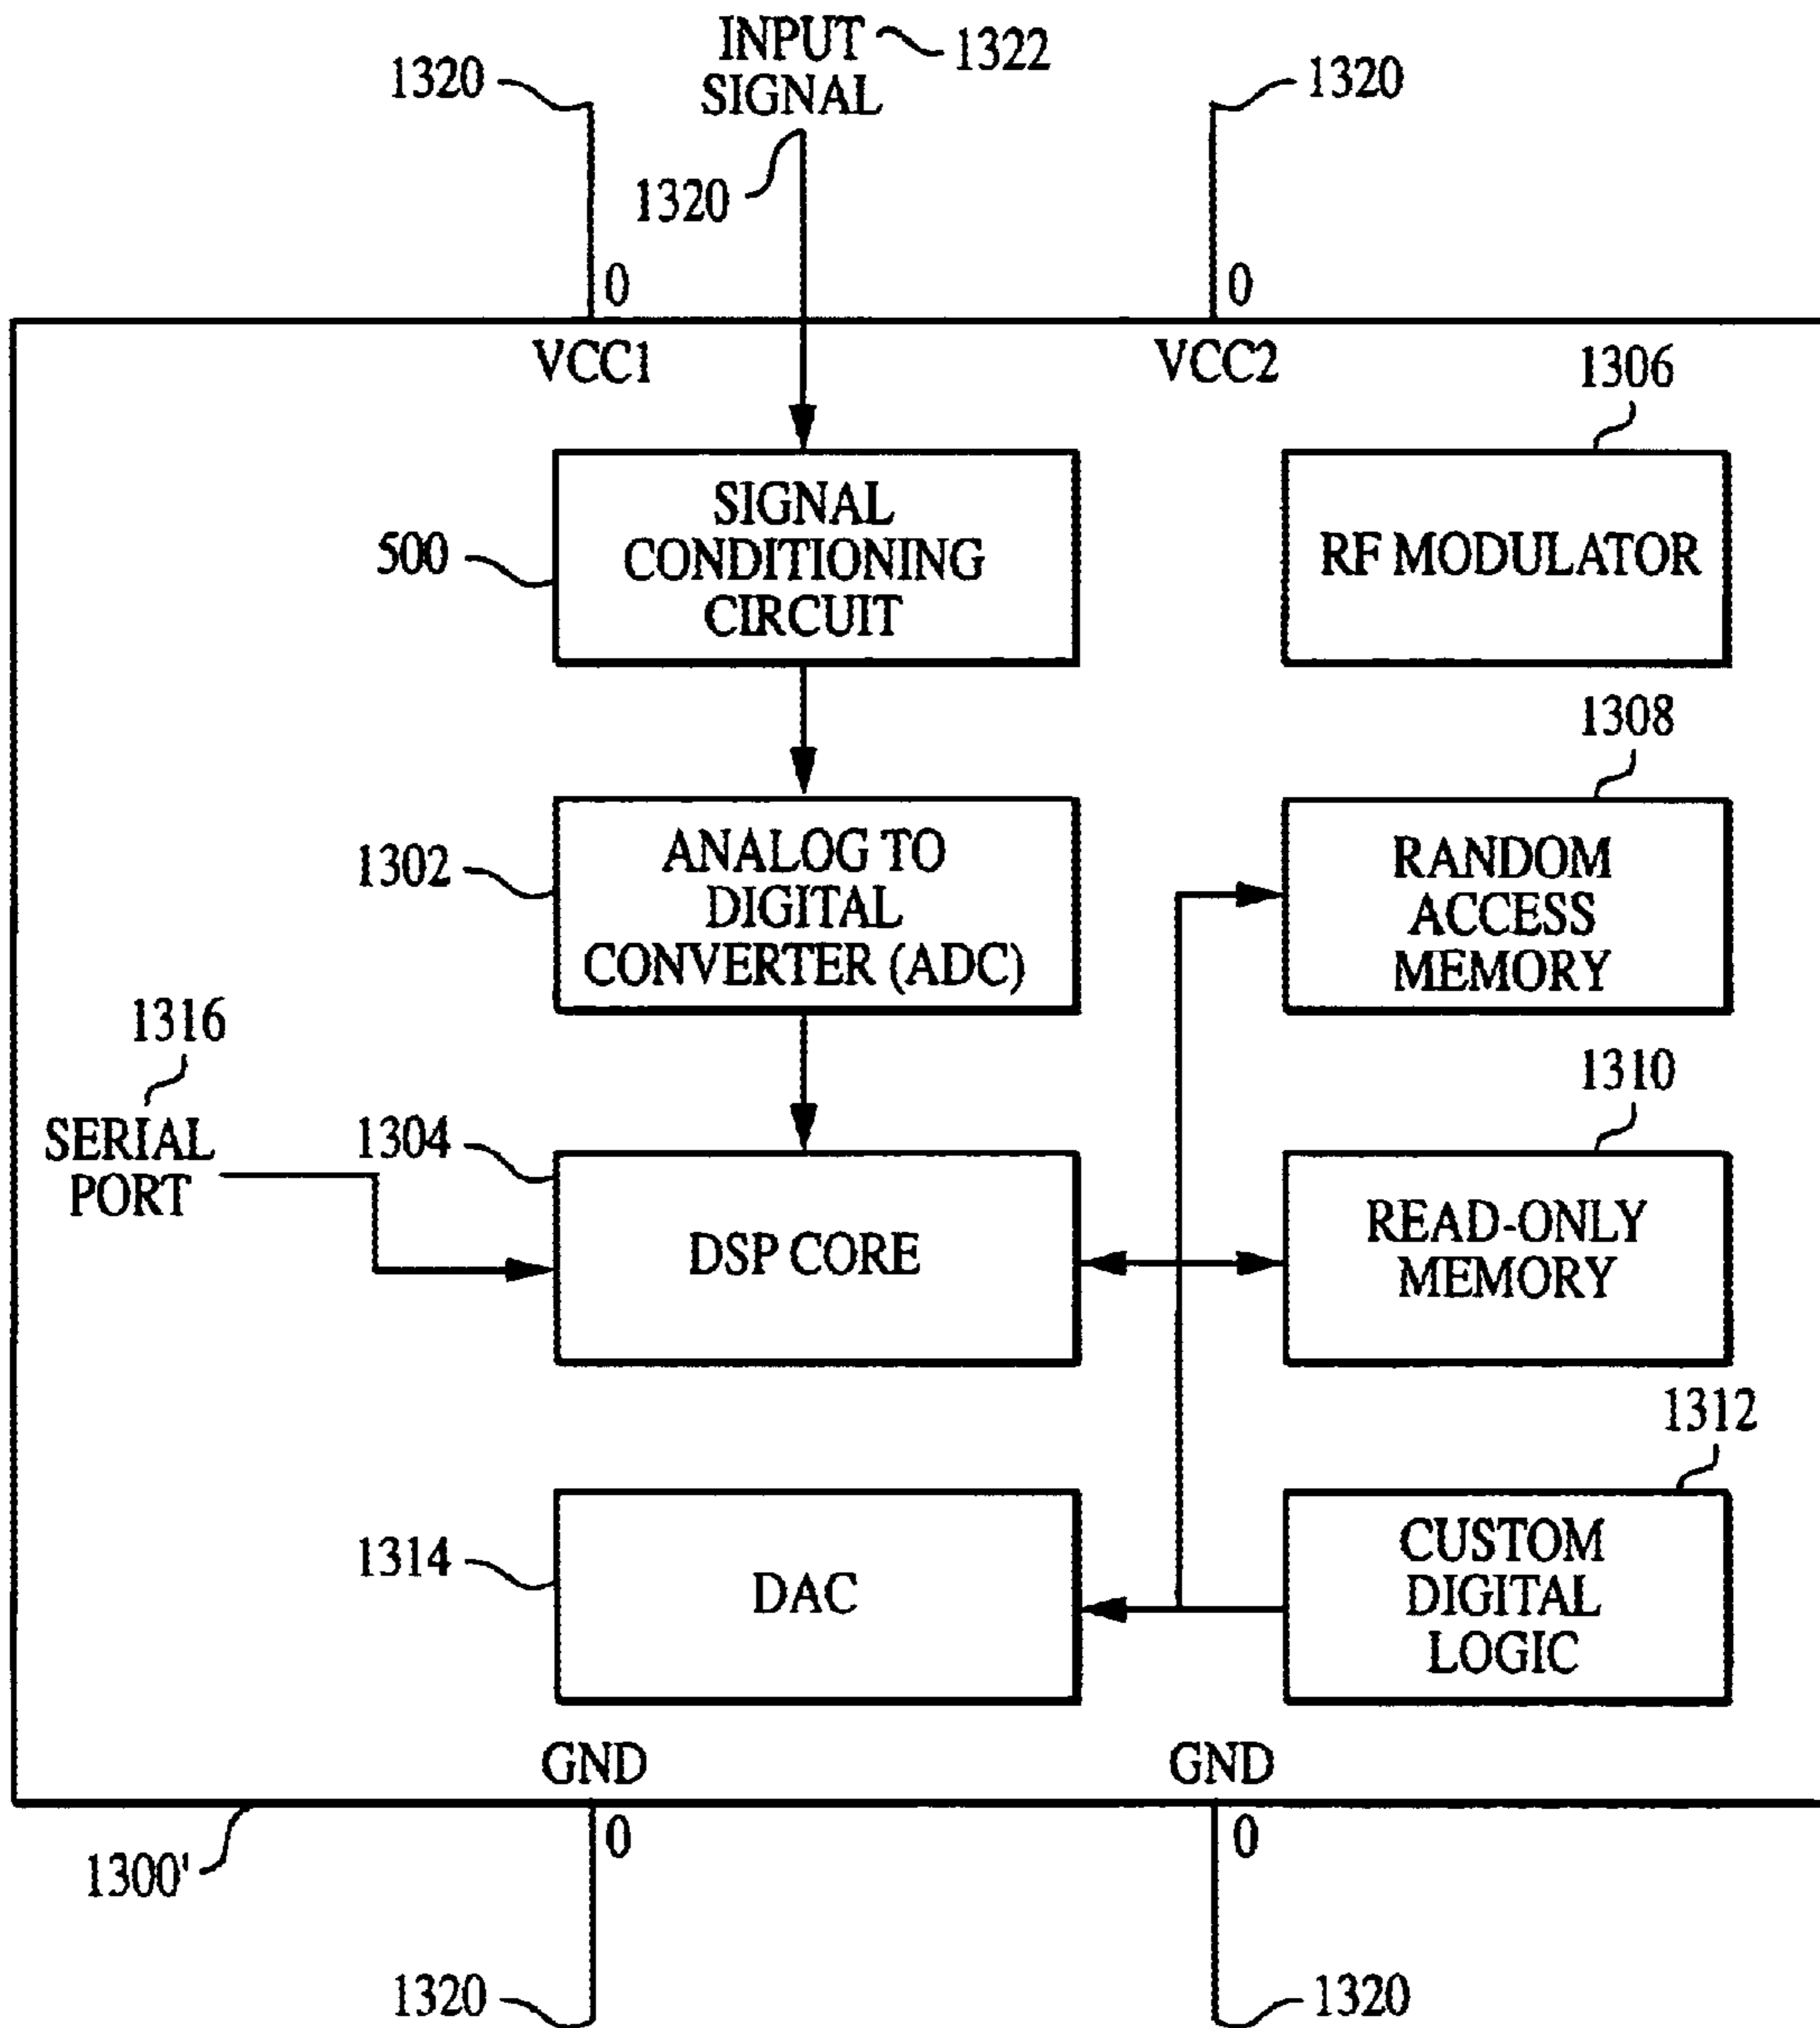 INPUT 1322
SIGNAL
1320
1320
1320
0
0
VCC1
VCC2
1306
SIGNAL
CONDITIONING
CIRCUIT
500
RF MODULATOR
1308
1302
ANALOG TO
DIGITAL
CONVERTER (ADC)
RANDOM
ACCESS
MEMORY
1316
SERIAL
PORT
1304
DSP CORE
1310
READ-ONLY
MEMORY
1312
1314
DAC
CUSTOM
DIGITAL
LOGIC
GND
GND
0
0
1300'
1320
1320